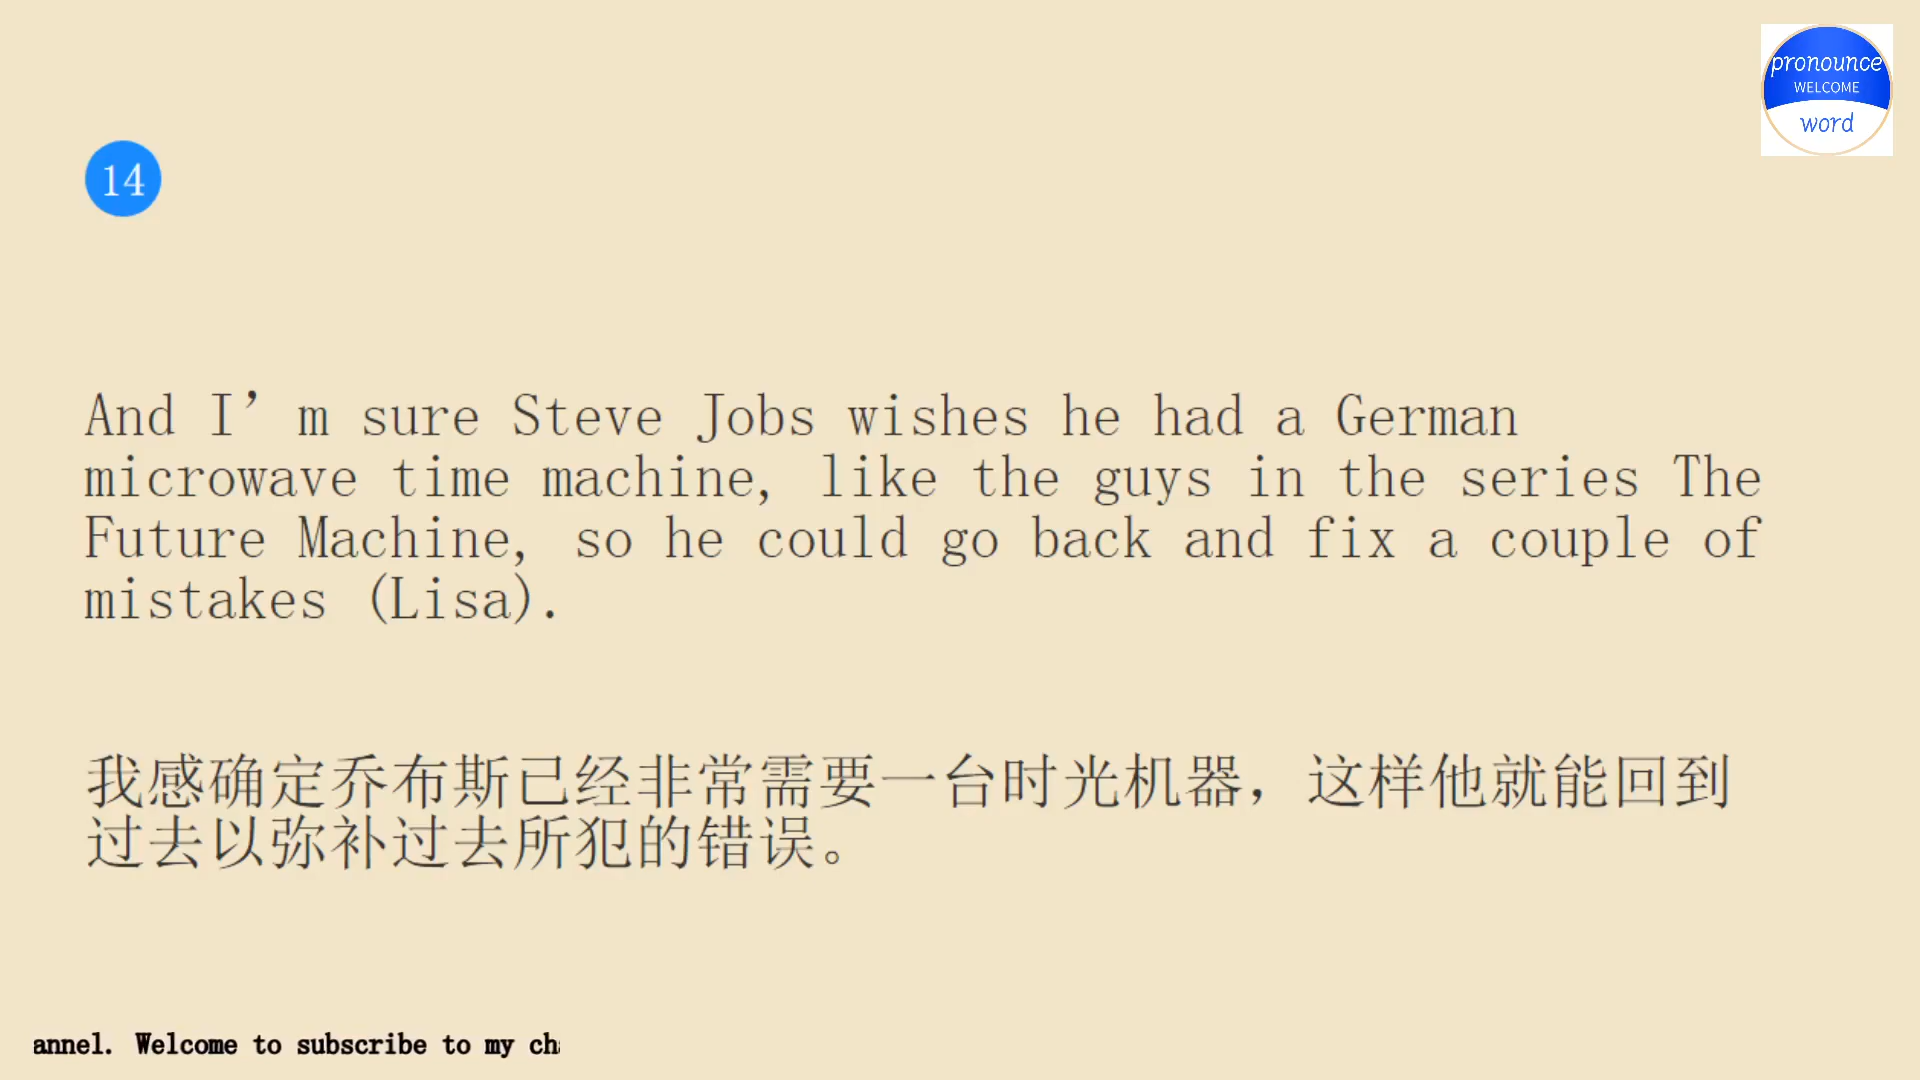 pronounce
WELCOME
word
14
And I’m sure Steve Jobs wishes he had a German
microwave time machine, like the guys in the series The
Future Machine, so he could go back and fix a couple of
mistakes (Lisa).
我感确定乔布斯已经非常需要一台时光机器，这样他就能回到
过去以弥补过去所犯的错误。
annel. Welcome to subscribe to my cha